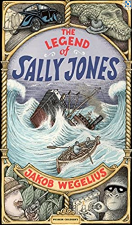 THE
LEGEND of
SALLY JONES
JAKOB WEGELIUS